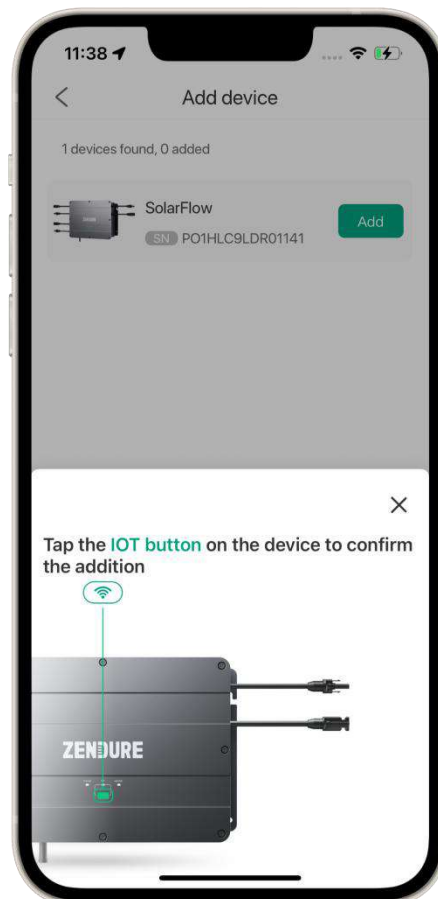 11:38
Add device
1 devices found, 0 added
SolarFlow
SN PO1HLC9LDR01141
Add
Tap the IOT button on the device to confirm
the addition
ZENDURE